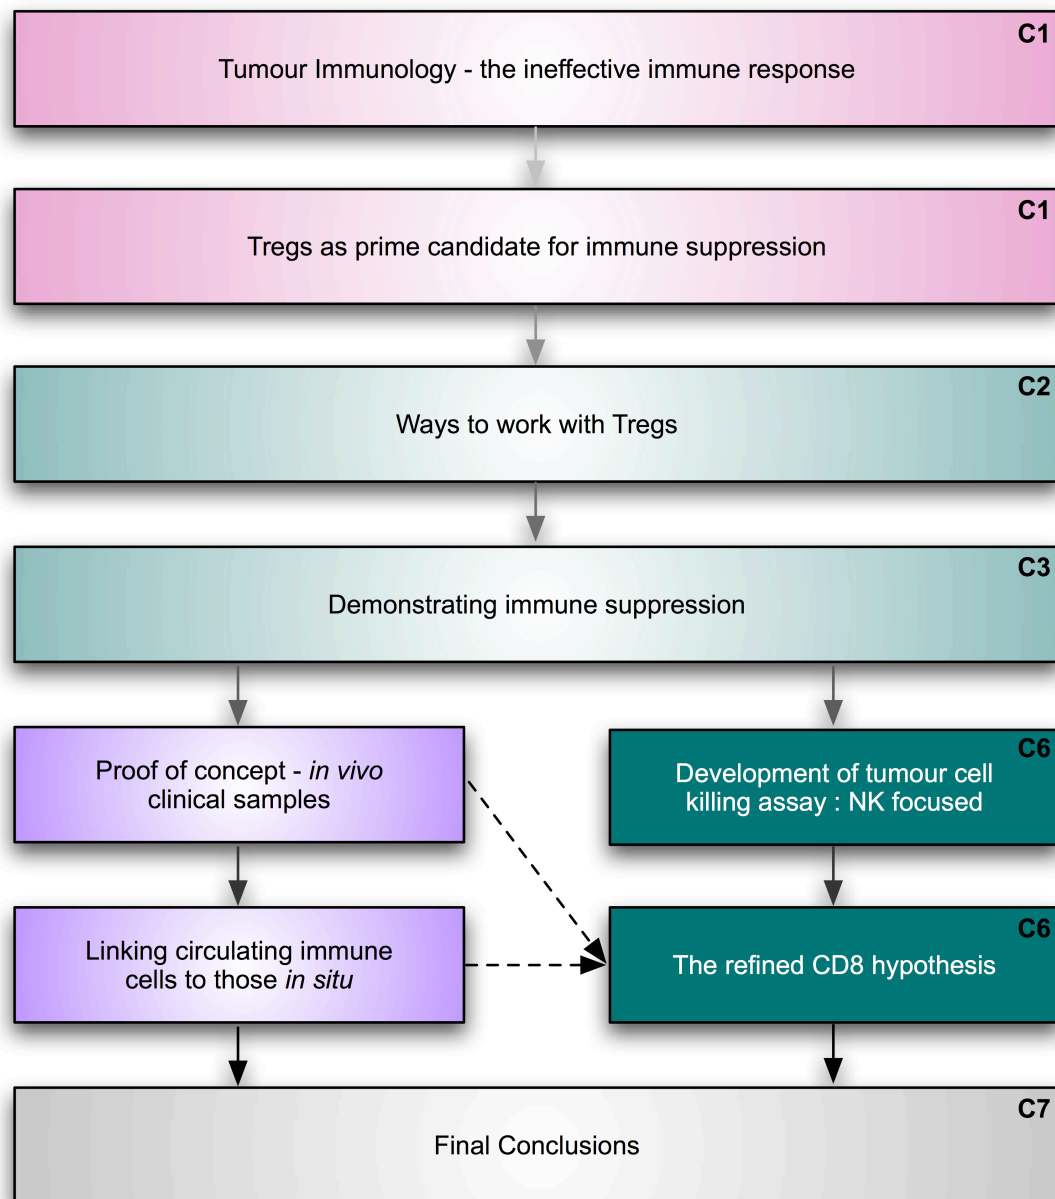 C1
Tumour Immunology - the ineffective immune response
C1
Tregs as prime candidate for immune suppression
C2
Ways to work with Tregs
C3
Demonstrating immune suppression
Proof of concept - in vivo
clinical samples
C6
Development of tumour cell
killing assay : NK focused
Linking circulating immune
cells to those in situ
C6
The refined CD8 hypothesis
C7
Final Conclusions